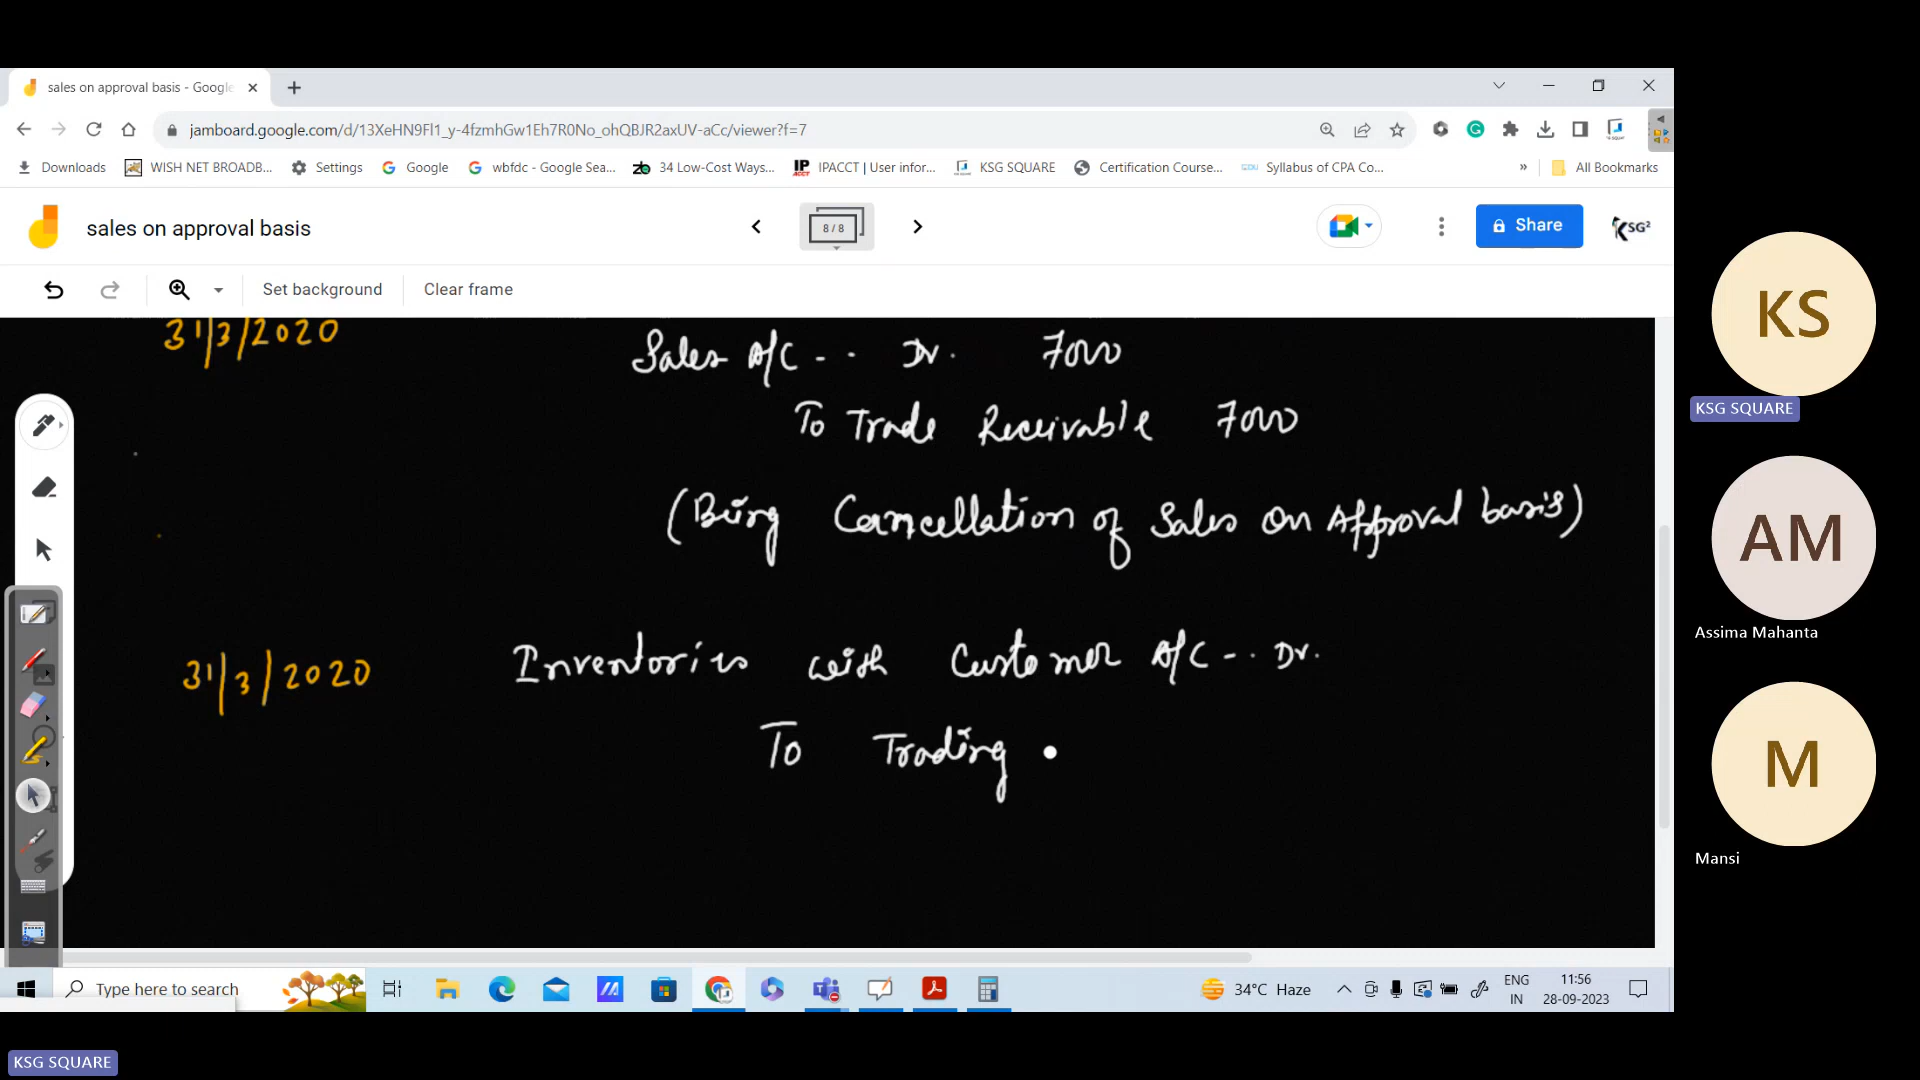 sales on approval basis - Google
jamboard.google.com/d/13XeHN9Fl1_y-4fzmhGw1Eh7R0No_ohQBJR2axUV-aCc/viewer?f=7
Downloads WISH NET BROADB... Settings Google wbfdc - Google Sea... 34 Low-Cost Ways... IPACCT | User infor... KSG SQUARE Certification Course... Syllabus of CPA Co... » All Bookmarks
sales on approval basis 8 / 8 Share KSG²
Set background Clear frame
31/3/2020
Sales A/C - - - Dr. 7000
To Trade Receivable 7000
(Being Cancellation of Sales on Approval basis)
31/3/2020 Inventories with Customer A/C - - - Dr.
To Trading
KS
KSG SQUARE
AM
Assima Mahanta
M
Mansi
Type here to search 34°C Haze ENG IN 11:56 28-09-2023
KSG SQUARE